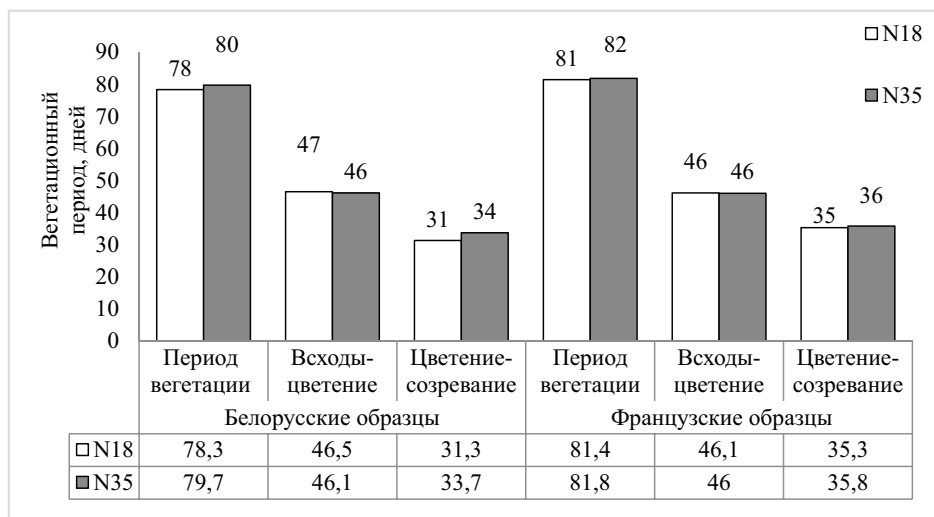 Вегетационный
период, дней
90
80
70
60
50
40
30
20
10
0
78
80
47
46
31
34
81
82
46
46
35
36
N18
N35
Период вегетации
Всходы-цветение
Цветение-созревание
Период вегетации
Всходы-цветение
Цветение-созревание
Белорусские образцы Французские образцы
N18 78,3 46,5 31,3 81,4 46,1 35,3
N35 79,7 46,1 33,7 81,8 46 35,8